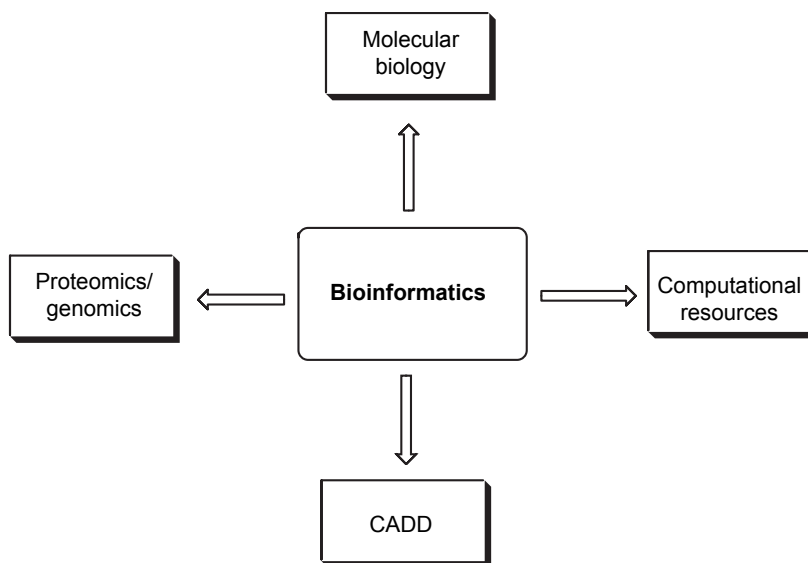 Molecular
biology
Proteomics/
genomics
Bioinformatics
Computational
resources
CADD